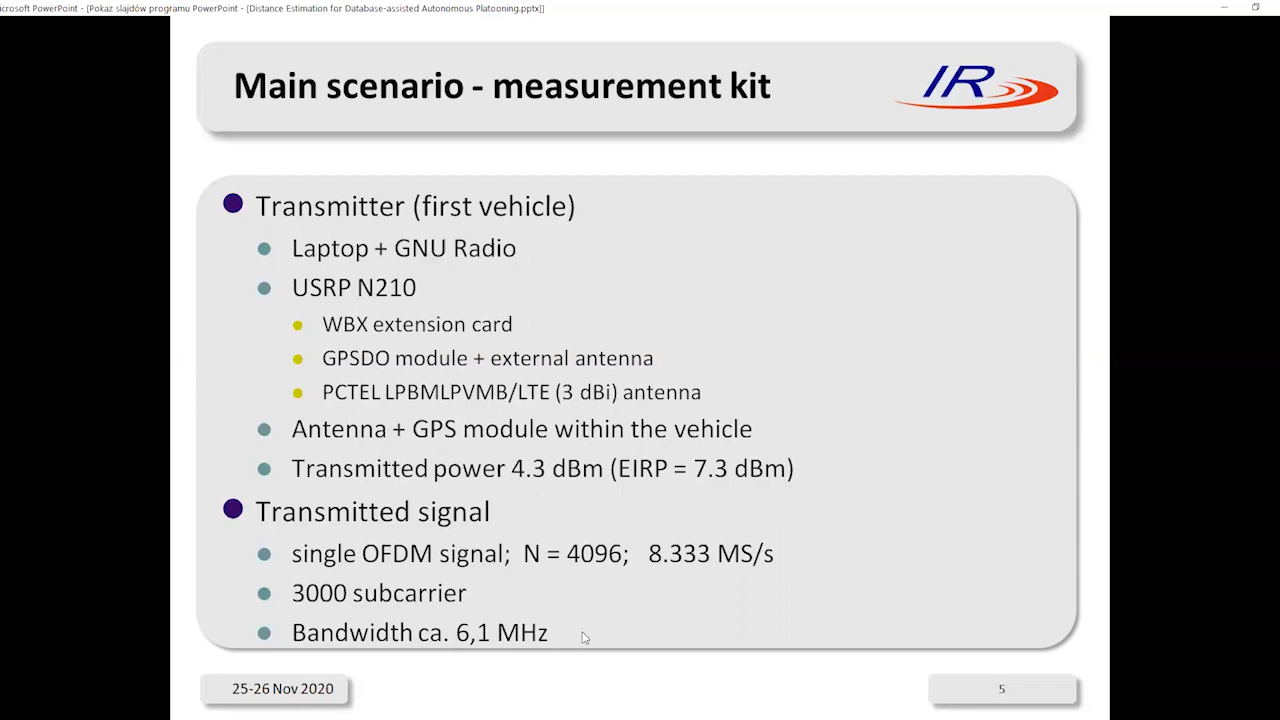 icrosoft PowerPoint - [Pokaz slajdów programu PowerPoint - [Distance Estimation for Database-assisted Autonomous Platooning.pptx]]
Main scenario - measurement kit
IR
Transmitter (first vehicle)
Laptop + GNU Radio
USRP N210
WBX extension card
GPSDO module + external antenna
PCTEL LPBMLPVMB/LTE (3 dBi) antenna
Antenna + GPS module within the vehicle
Transmitted power 4.3 dBm (EIRP = 7.3 dBm)
Transmitted signal
single OFDM signal; N = 4096; 8.333 MS/s
3000 subcarrier
Bandwidth ca. 6,1 MHz
25-26 Nov 2020
5